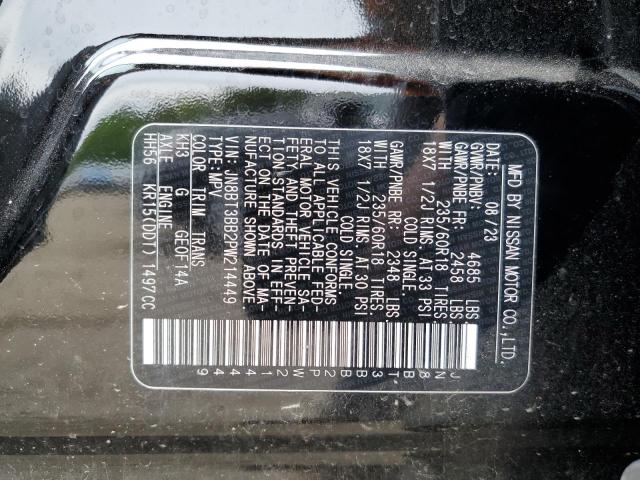 MFD BY NISSAN MOTOR CO.,LTD.
DATE: 08/23
GVWR/PNBV: 4685 LBS
GAWR/PNBE FR: 2458 LBS.
WITH 235/60R18 TIRES,
18X7 1/2J RIMS, AT 33 PSI
COLD SINGLE
GAWR/PNBE RR: 2348 LBS.
WITH 235/60R18 TIRES,
18X7 1/2J RIMS, AT 30 PSI
COLD SINGLE
THIS VEHICLE CONFORMS
TO ALL APPLICABLE FED-
ERAL MOTOR VEHICLE SA-
FETY AND THEFT PREVEN-
TION STANDARDS IN EFF-
ECT ON THE DATE OF MA-
NUFACTURE SHOWN ABOVE.
VIN: JN8BT3BB2PW214449
TYPE:MPV
COLOR TRIM TRANS
KH3 G GE0F14A
AXLE ENGINE
HH56 KR15(DDT) 1497CC
JN8BT3BB2PW214449